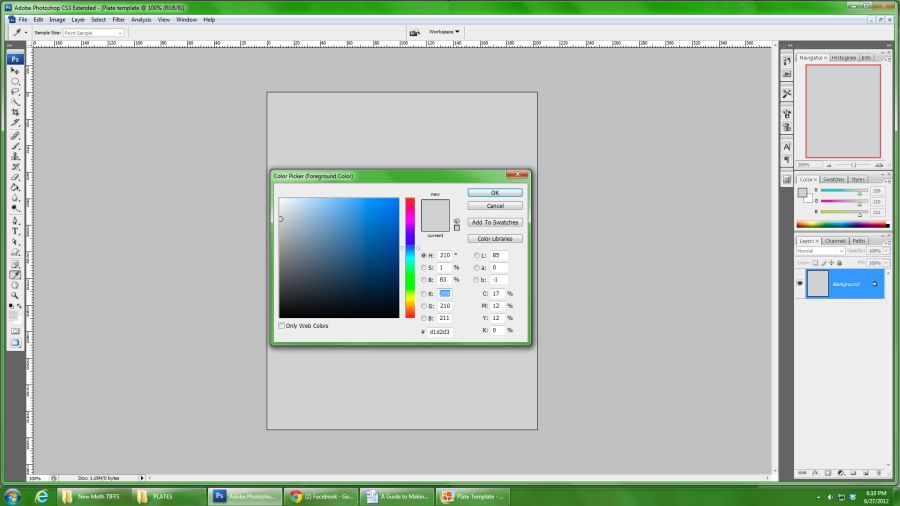 Adobe Photoshop CS3 Extended - [Plate template @ 100% (RGB/8)]
File Edit Image Layer Select Filter Analysis View Window Help
Sample Size: Point Sample
Workspace
Ps
Navigator Histogram Info
100%
Color Swatches Styles
R 209
G 210
B 211
Layers Channels Paths
Normal Opacity: 100%
Lock: Fill: 100%
Background
Color Picker (Foreground Color)
new
current
OK
Cancel
Add To Swatches
Color Libraries
H: 210 °
S: 1 %
B: 83 %
R: 209
G: 210
B: 211
# d1d2d3
L: 85
a: 0
b: -1
C: 17 %
M: 12 %
Y: 12 %
K: 0 %
Only Web Colors
100% Doc: 1.19M/0 bytes
New Moth TIFFS
PLATES
Adobe Photosho...
(2) Facebook - Go...
A Guide to Makin...
Plate Template - ...
6:10 PM
6/27/2012